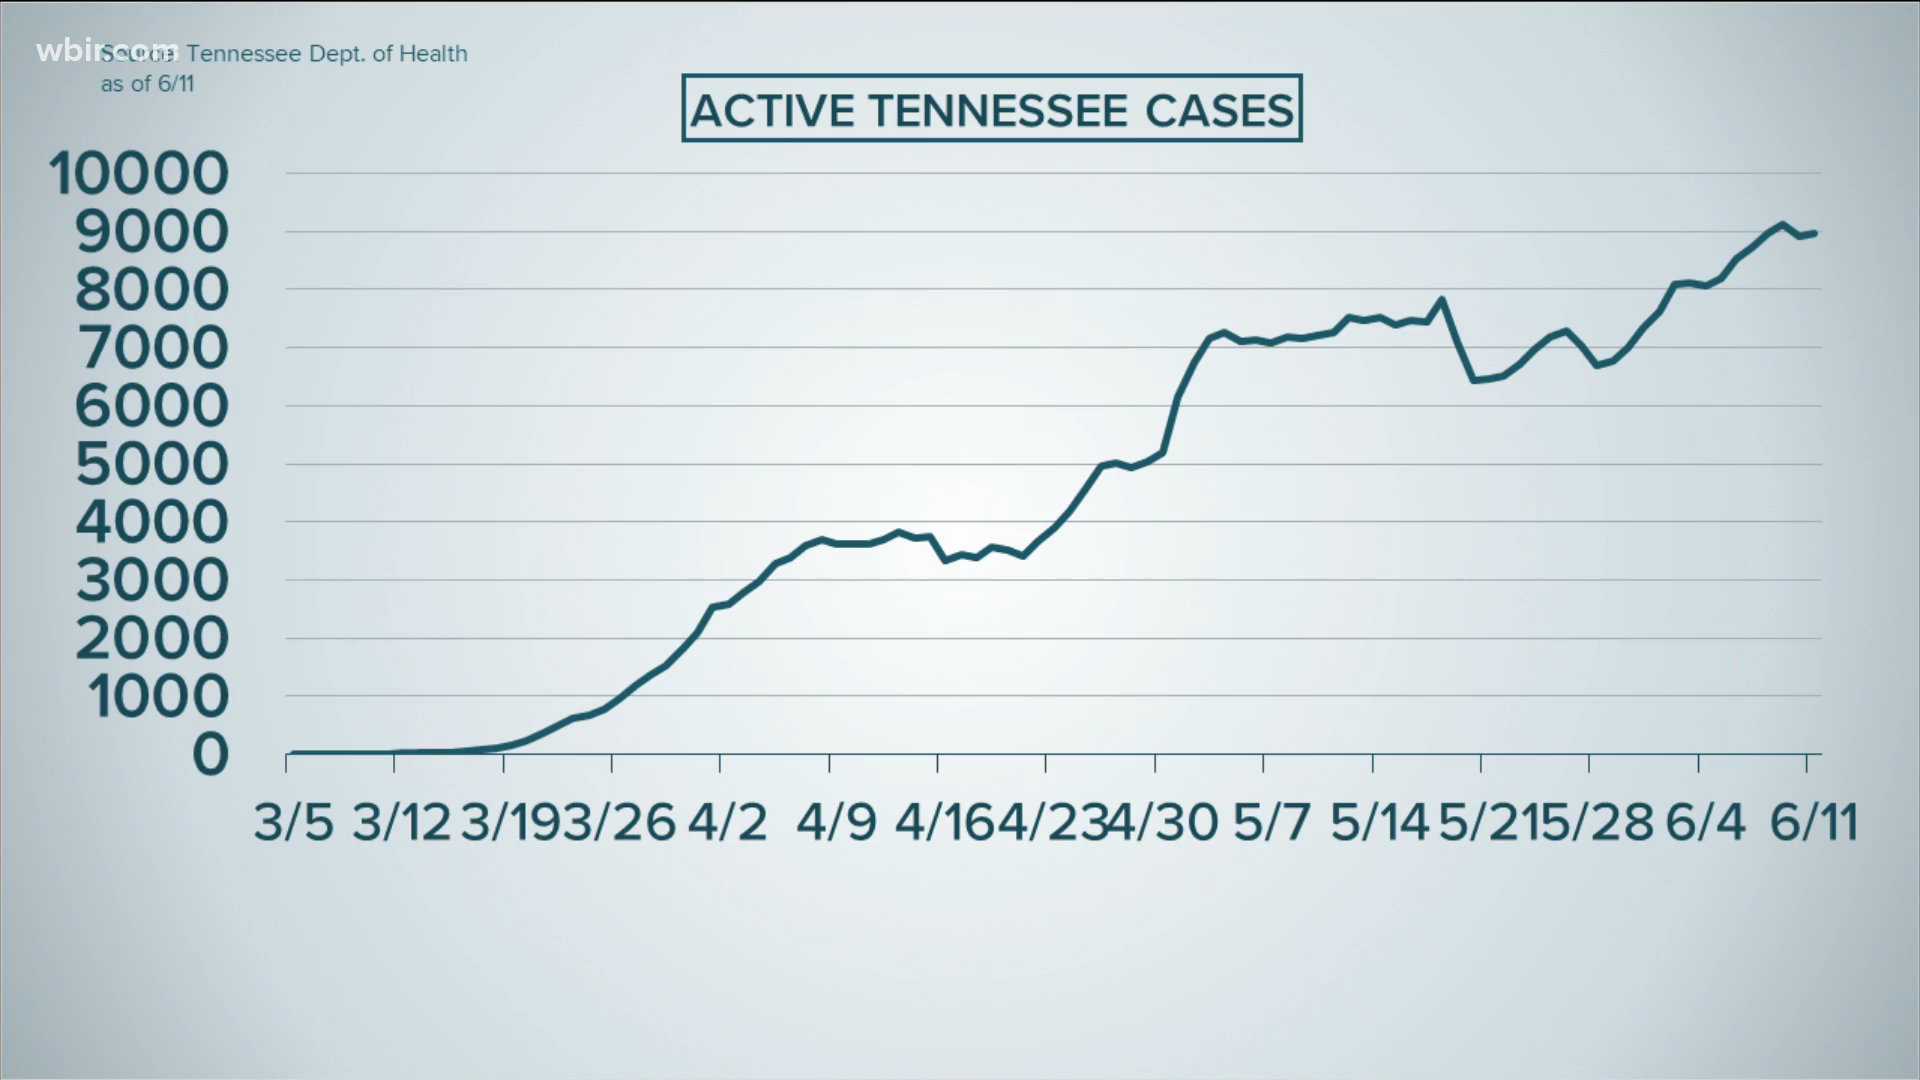 wbir.com
Source: Tennessee Dept. of Health
as of 6/11
ACTIVE TENNESSEE CASES
10000
9000
8000
7000
6000
5000
4000
3000
2000
1000
0
3/5 3/12 3/19 3/26 4/2 4/9 4/16 4/23 4/30 5/7 5/14 5/21 5/28 6/4 6/11